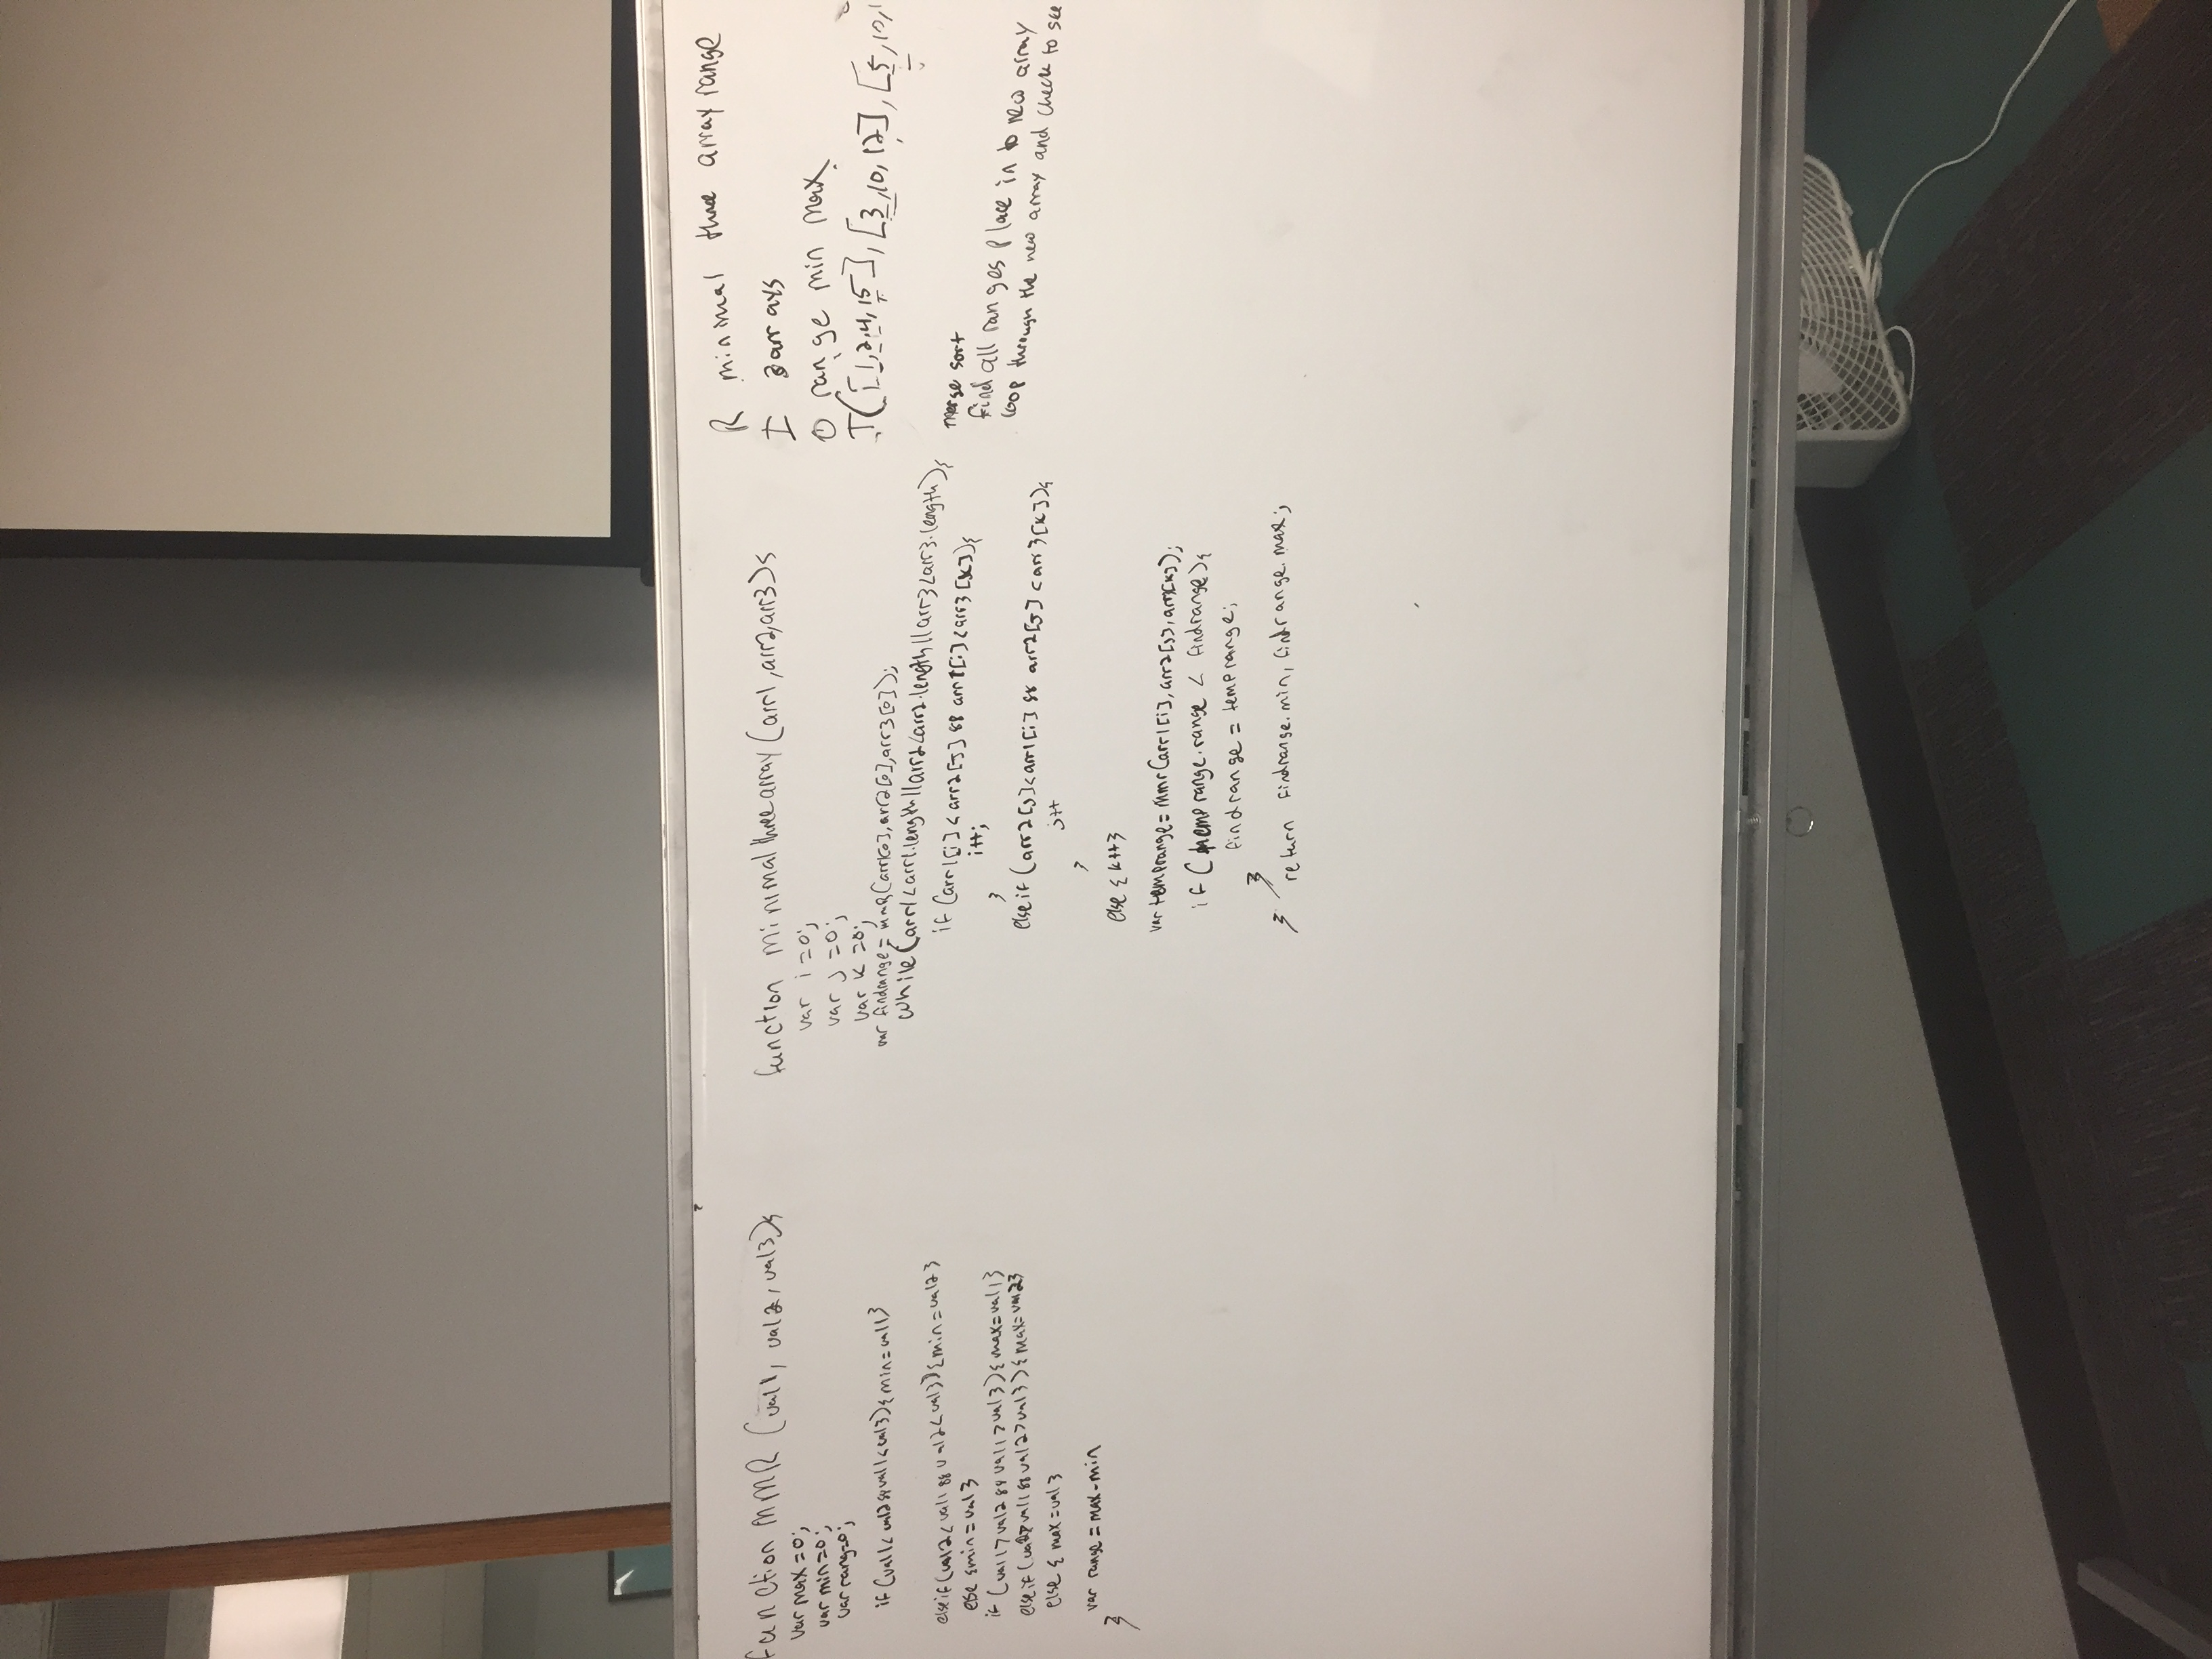 function MMR (val1, val2, val3){
var max=0;
var min=0;
var rang=0;
if (val1< val2 && val1<val3){min=val1}
else if (val2<val1 && val2<val3){min=val2}
else {min=val3
if (val1>val2 && val1>val3){max=val1}
else if (val2>val1 && val2>val3){max=val2}
else { max=val3
var range = max-min
}
function minimalthreearray(arr1,arr2,arr3){
var i=0;
var j=0;
var k=0;
var findrange = mmR(arr1[0],arr2[0],arr3[0]);
while(arr1<arr1.length||arr2<arr2.length||arr3<arr3.length){
if (arr1[i] < arr2[j] && arr1[i]<arr3[k]){
i++;
}
else if (arr2[j]<arr1[i] && arr2[j]<arr3[k]){
j++
}
else {k++}
var temprange=mmr(arr1[i],arr2[j],arr3[k]);
if (temprange.range < findrange){
findrange = temprange;
}
}
return findrange.min, findrange.max;
R minimal three array range
I 3arrays
O range min max
T([1,2,4,15],[3,10,12],[5,10,1
merge sort
find all ranges place in to new array
loop through the new array and check to see